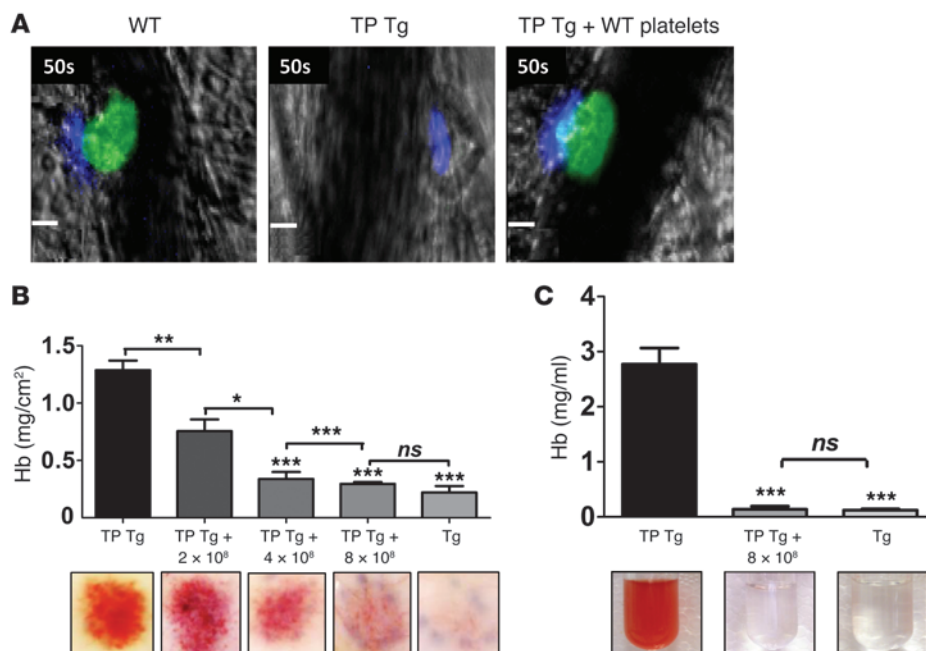 A
WT
TP Tg
TP Tg + WT platelets
50s
50s
50s
B
Hb (mg/cm²)
1.5
1.0
0.5
0
**
*
***
ns
***
***
***
TP Tg
TP Tg +
2 × 10⁸
TP Tg +
4 × 10⁸
TP Tg +
8 × 10⁸
Tg
C
Hb (mg/ml)
4
3
2
1
0
ns
***
***
TP Tg
TP Tg +
8 × 10⁸
Tg